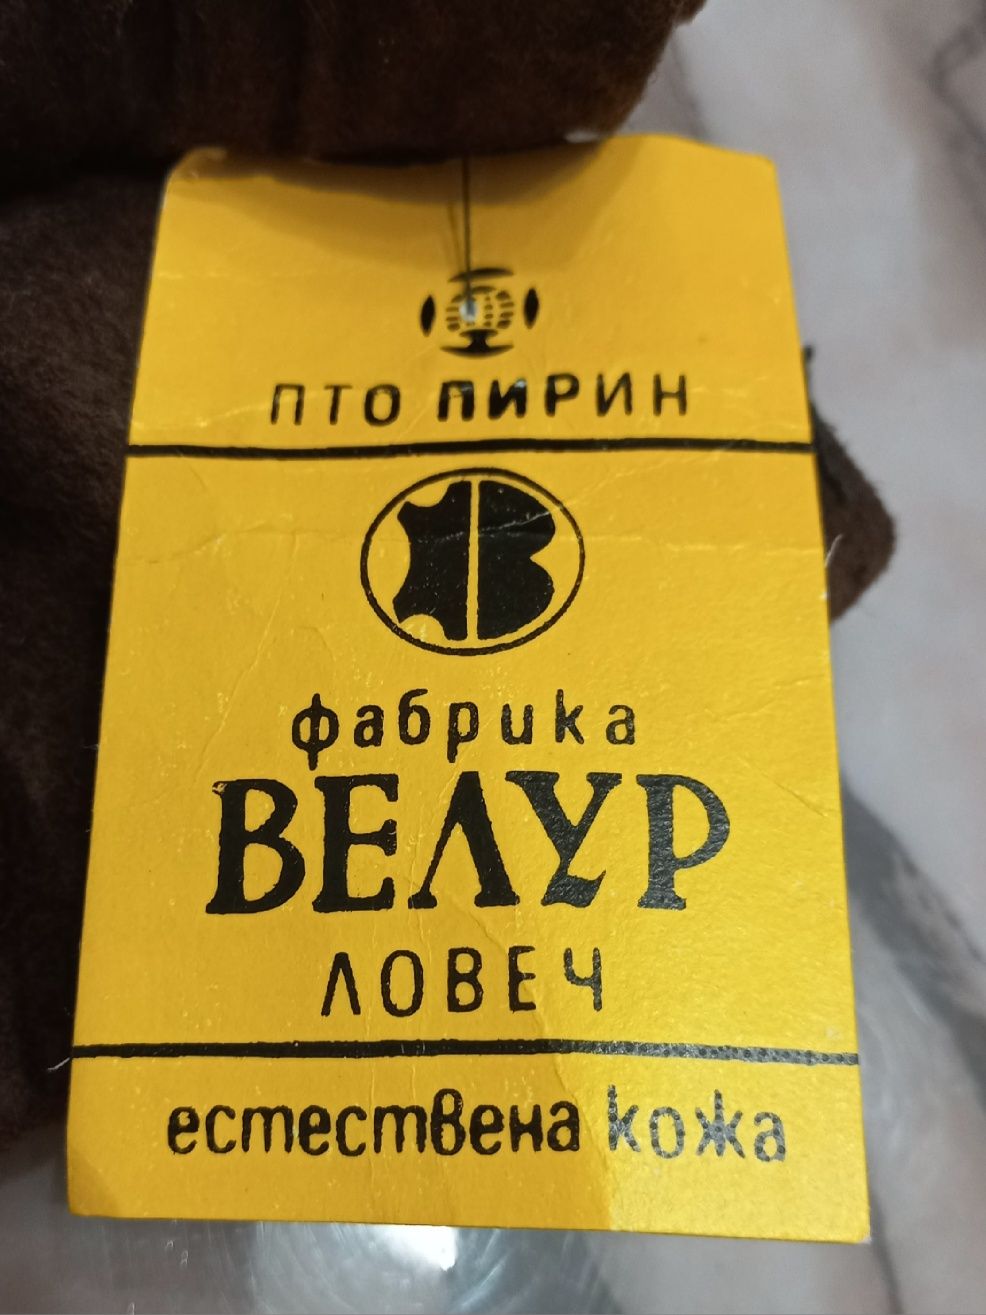 ПТО ПИРИН
В
фабрика
ВЕЛУР
ЛОВЕЧ
естествена кожа